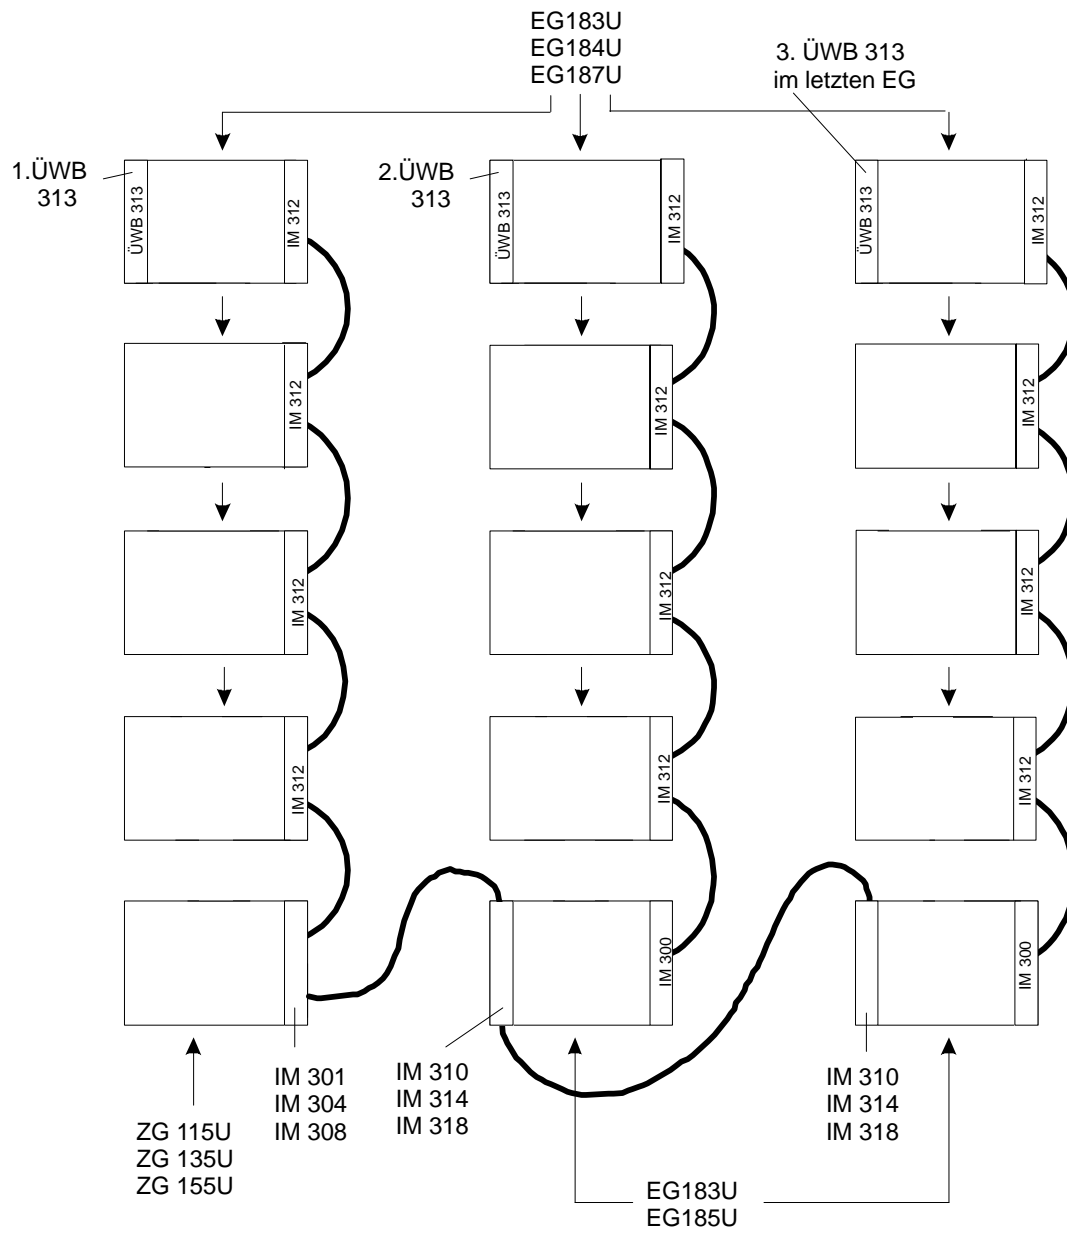 EG183U
EG184U
EG187U
3. ÜWB 313
im letzten EG
1.ÜWB
313
2.ÜWB
313
ÜWB 313
IM 312
ÜWB 313
IM 312
ÜWB 313
IM 312
IM 312
IM 312
IM 312
IM 312
IM 312
IM 312
IM 312
IM 312
IM 312
IM 300
IM 300
IM 301
IM 304
IM 308
IM 310
IM 314
IM 318
IM 310
IM 314
IM 318
ZG 115U
ZG 135U
ZG 155U
EG183U
EG185U